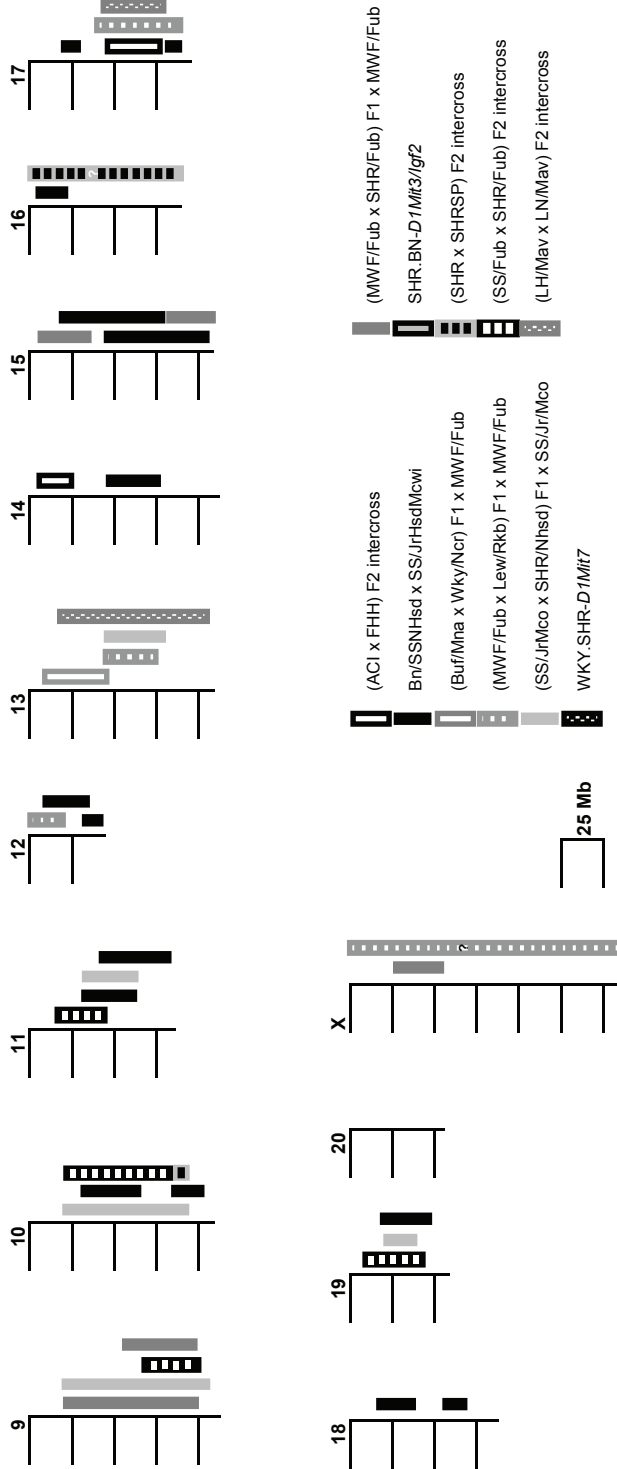 9
10
11
12
13
14
15
16
?
17
18
19
20
X
?
25 Mb
(ACI x FHH) F2 intercross
Bn/SSNHsd x SS/JrHsdMcwi
(Buf/Mna x Wky/Ncr) F1 x MWF/Fub
(MWF/Fub x Lew/Rkb) F1 x MWF/Fub
(SS/JrMco x SHR/Nhsd) F1 x SS/Jr/Mco
WKY.SHR-D1Mit7
(MWF/Fub x SHR/Fub) F1 x MWF/Fub
SHR.BN-D1Mit3/Igf2
(SHR x SHRSP) F2 intercross
(SS/Fub x SHR/Fub) F2 intercross
(LH/Mav x LN/Mav) F2 intercross